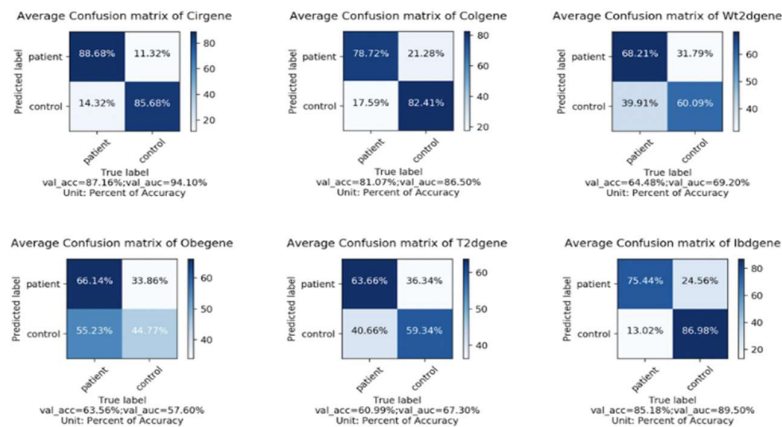 Average Confusion matrix of Cirgene
Predicted label
patient
control
88.68%
11.32%
14.32%
85.68%
80
60
40
20
patient
control
True label
val_acc=87.16%;val_auc=94.10%
Unit: Percent of Accuracy
Average Confusion matrix of Colgene
Predicted label
patient
control
78.72%
21.28%
17.59%
82.41%
80
60
40
20
patient
control
True label
val_acc=81.07%;val_auc=86.50%
Unit: Percent of Accuracy
Average Confusion matrix of Wt2dgene
Predicted label
patient
control
68.21%
31.79%
39.91%
60.09%
60
50
40
patient
control
True label
val_acc=64.48%;val_auc=69.20%
Unit: Percent of Accuracy
Average Confusion matrix of Obegene
Predicted label
patient
control
66.14%
33.86%
55.23%
44.77%
60
50
40
patient
control
True label
val_acc=63.56%;val_auc=57.60%
Unit: Percent of Accuracy
Average Confusion matrix of T2dgene
Predicted label
patient
control
63.66%
36.34%
40.66%
59.34%
60
50
40
patient
control
True label
val_acc=60.99%;val_auc=67.30%
Unit: Percent of Accuracy
Average Confusion matrix of Ibdgene
Predicted label
patient
control
75.44%
24.56%
13.02%
86.98%
80
60
40
20
patient
control
True label
val_acc=85.18%;val_auc=89.50%
Unit: Percent of Accuracy